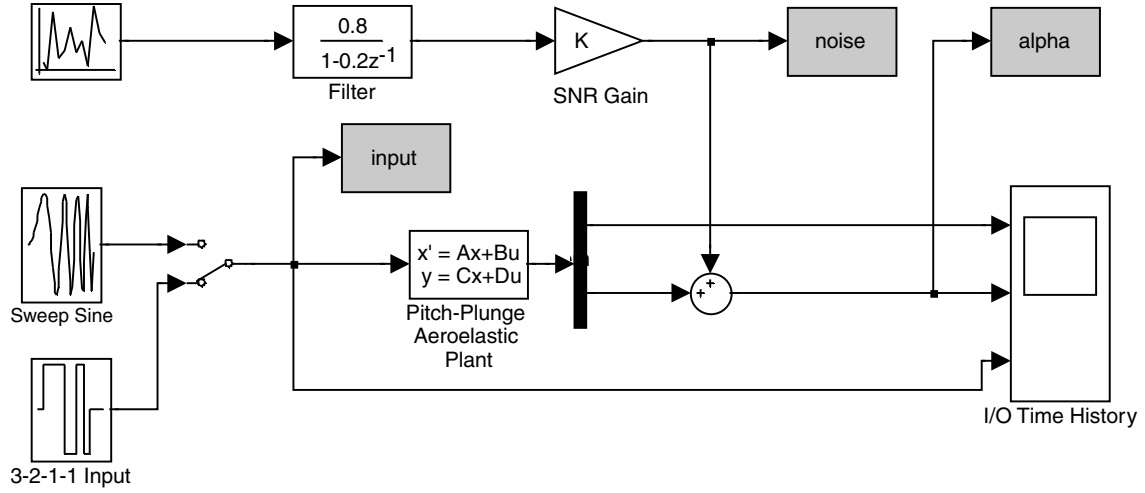 0.8
1-0.2z-1
Filter
K
SNR Gain
noise
alpha
input
Sweep Sine
x' = Ax+Bu
y = Cx+Du
Pitch-Plunge
Aeroelastic
Plant
+
+
I/O Time History
3-2-1-1 Input